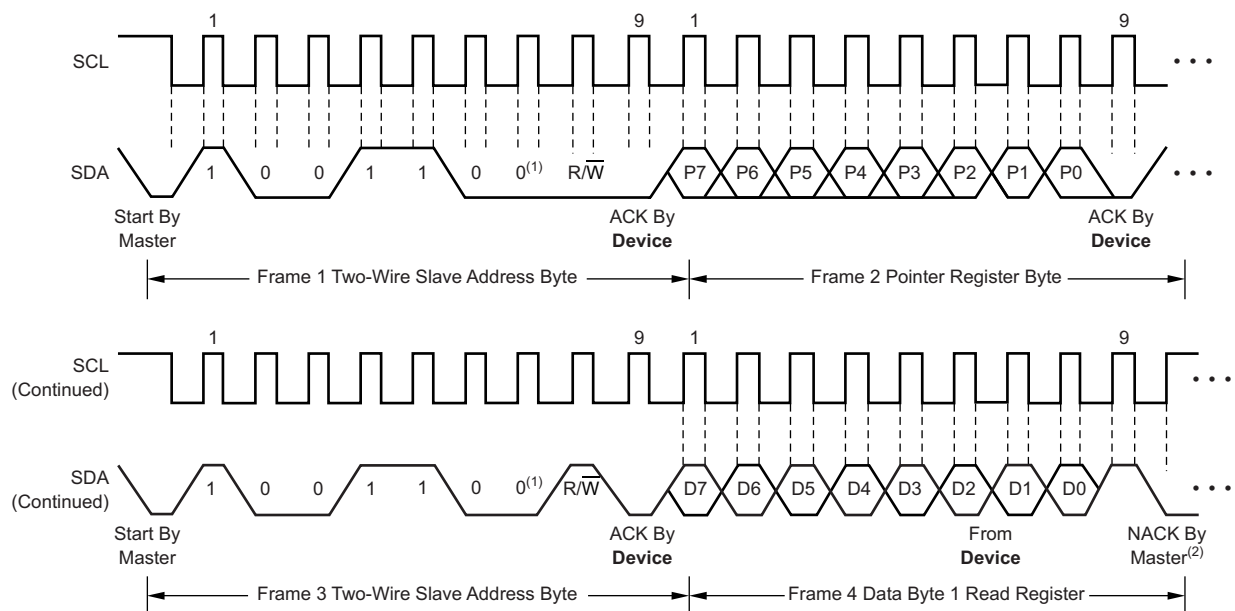 1 9 1 9
SCL
SDA 1 0 0 1 1 0 0(1) R/W P7 P6 P5 P4 P3 P2 P1 P0
Start By Master
ACK By Device
ACK By Device
Frame 1 Two-Wire Slave Address Byte
Frame 2 Pointer Register Byte
1 9 1 9
SCL
(Continued)
SDA
(Continued)
1 0 0 1 1 0 0(1) R/W D7 D6 D5 D4 D3 D2 D1 D0
Start By Master
ACK By Device
From Device
NACK By Master(2)
Frame 3 Two-Wire Slave Address Byte
Frame 4 Data Byte 1 Read Register